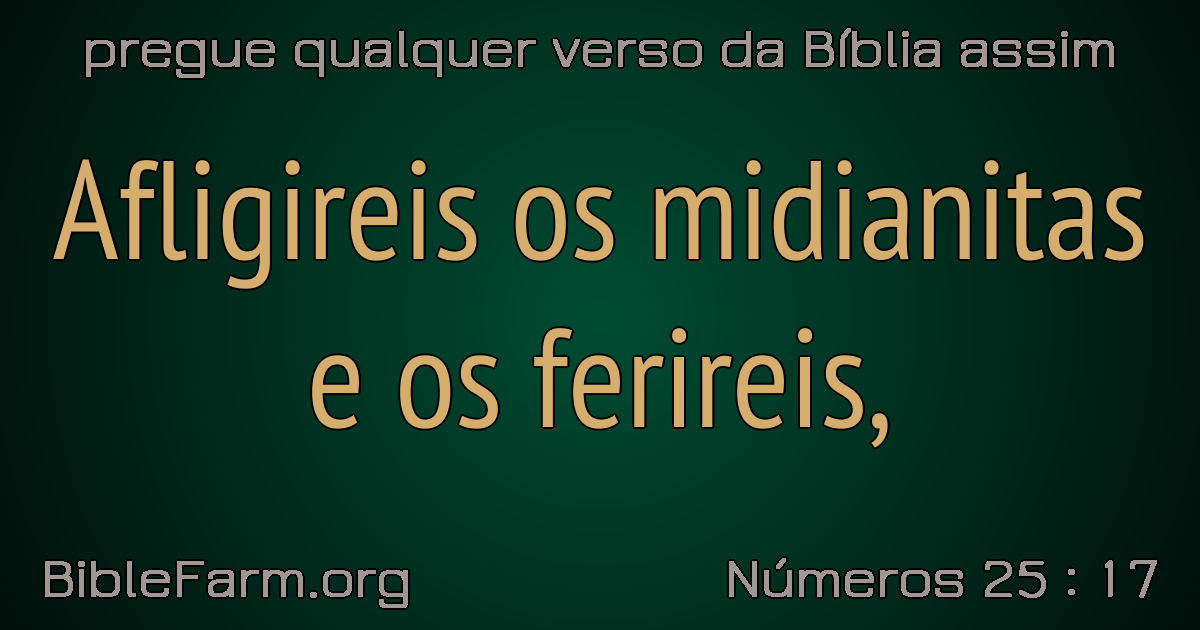 pregue qualquer verso da Bíblia assim
Afligireis os midianitas
e os ferireis,
BibleFarm.org
Números 25 : 17